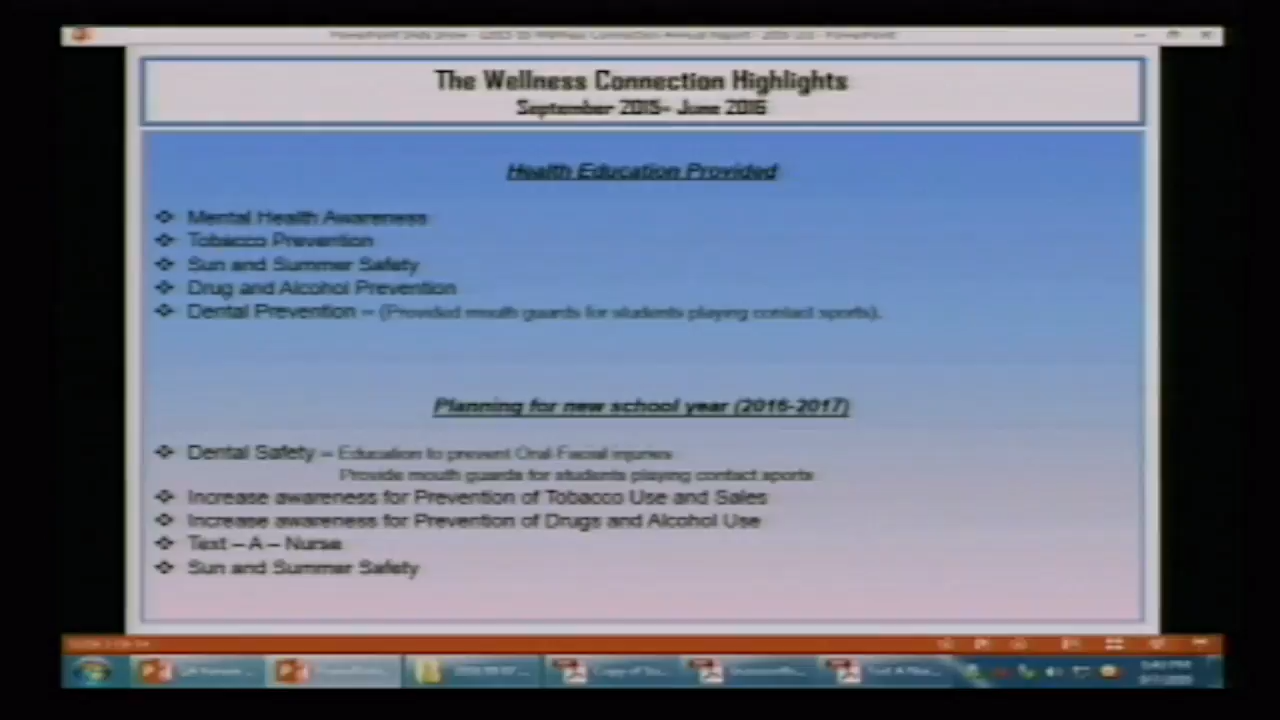 The Wellness Connection Highlights
September 2015- June 2016
Health Education Provided
❖ Mental Health Awareness
❖ Tobacco Prevention
❖ Sun and Summer Safety
❖ Drug and Alcohol Prevention
❖ Dental Prevention – (Provided mouth guards for students playing contact sports).
Planning for new school year (2016-2017)
❖ Dental Safety – Education to prevent Oral-Facial injuries
Provide mouth guards for students playing contact sports
❖ Increase awareness for Prevention of Tobacco Use and Sales
❖ Increase awareness for Prevention of Drugs and Alcohol Use
❖ Text – A – Nurse
❖ Sun and Summer Safety